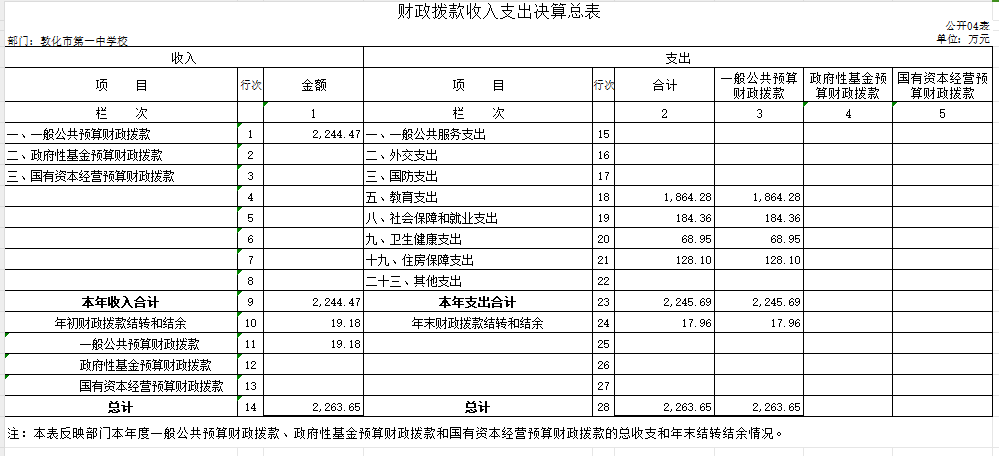 财政拨款收入支出决算总表
公开04表
部门：敦化市第一中学校 单位：万元
收入 支出
项 目 行次 金额 项 目 行次 合计 一般公共预算财政拨款 政府性基金预算财政拨款 国有资本经营预算财政拨款
栏 次 1 栏 次 2 3 4 5
一、一般公共预算财政拨款 1 2,244.47 一、一般公共服务支出 15
二、政府性基金预算财政拨款 2 二、外交支出 16
三、国有资本经营预算财政拨款 3 三、国防支出 17
4 五、教育支出 18 1,864.28 1,864.28
5 八、社会保障和就业支出 19 184.36 184.36
6 九、卫生健康支出 20 68.95 68.95
7 十九、住房保障支出 21 128.10 128.10
8 二十三、其他支出 22
本年收入合计 9 2,244.47 本年支出合计 23 2,245.69 2,245.69
年初财政拨款结转和结余 10 19.18 年末财政拨款结转和结余 24 17.96 17.96
一般公共预算财政拨款 11 19.18 25
政府性基金预算财政拨款 12 26
国有资本经营预算财政拨款 13 27
总计 14 2,263.65 总计 28 2,263.65 2,263.65
注：本表反映部门本年度一般公共预算财政拨款、政府性基金预算财政拨款和国有资本经营预算财政拨款的总收支和年末结转结余情况。